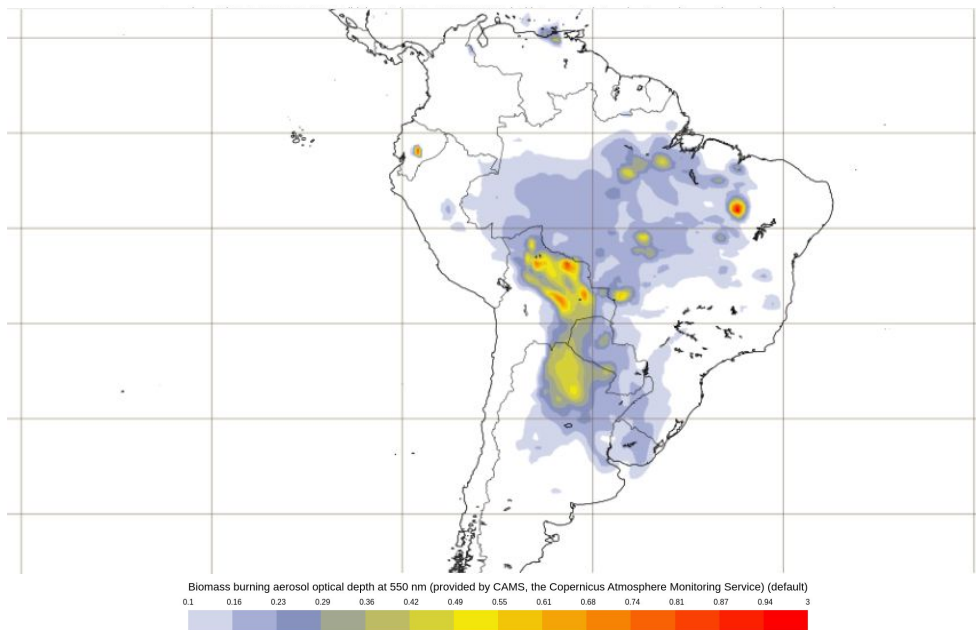 Biomass burning aerosol optical depth at 550 nm (provided by CAMS, the Copernicus Atmosphere Monitoring Service) (default)
0.1 0.16 0.23 0.29 0.36 0.42 0.49 0.55 0.61 0.68 0.74 0.81 0.87 0.94 3